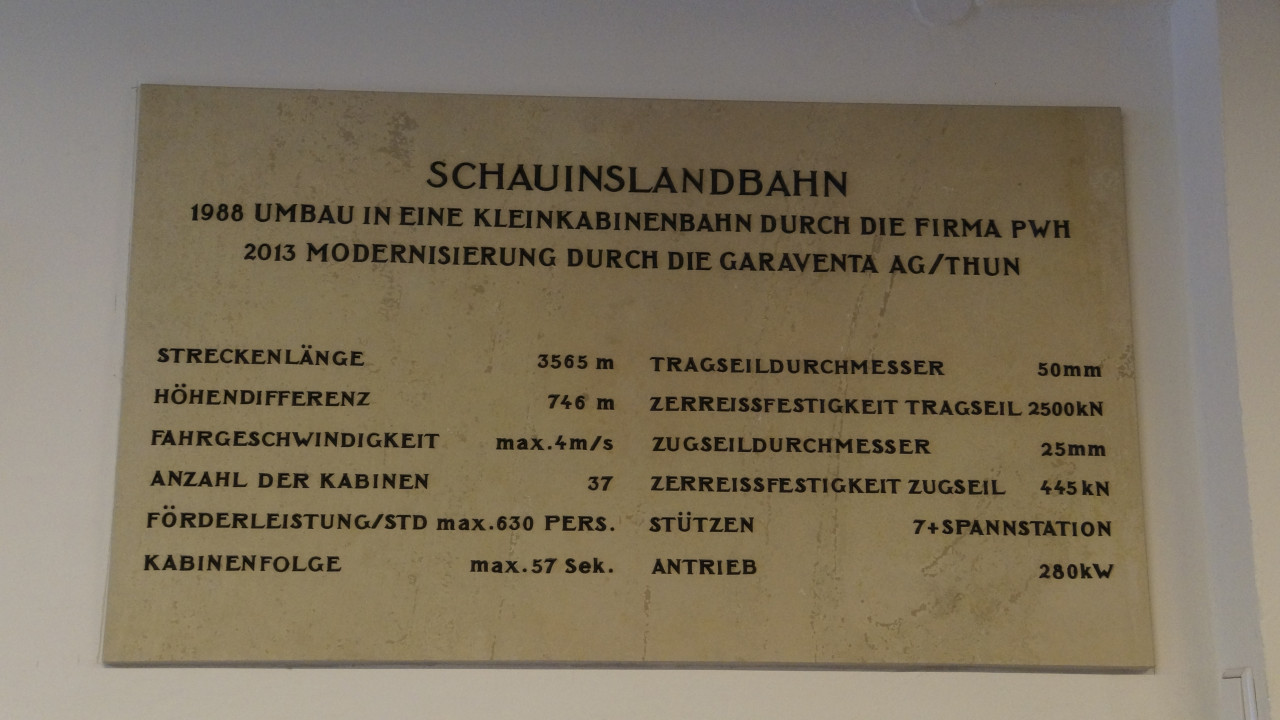 SCHAUINSLANDBAHN
1988 UMBAU IN EINE KLEINKABINENBAHN DURCH DIE FIRMA PWH
2013 MODERNISIERUNG DURCH DIE GARAVENTA AG/THUN
STRECKENLÄNGE 3565 m
HÖHENDIFFERENZ 746 m
FAHRGESCHWINDIGKEIT max.4m/s
ANZAHL DER KABINEN 37
FÖRDERLEISTUNG/STD max.630 PERS.
KABINENFOLGE max.57 Sek.
TRAGSEILDURCHMESSER 50mm
ZERREISSFESTIGKEIT TRAGSEIL 2500kN
ZUGSEILDURCHMESSER 25mm
ZERREISSFESTIGKEIT ZUGSEIL 445kN
STÜTZEN 7+SPANNSTATION
ANTRIEB 280kW